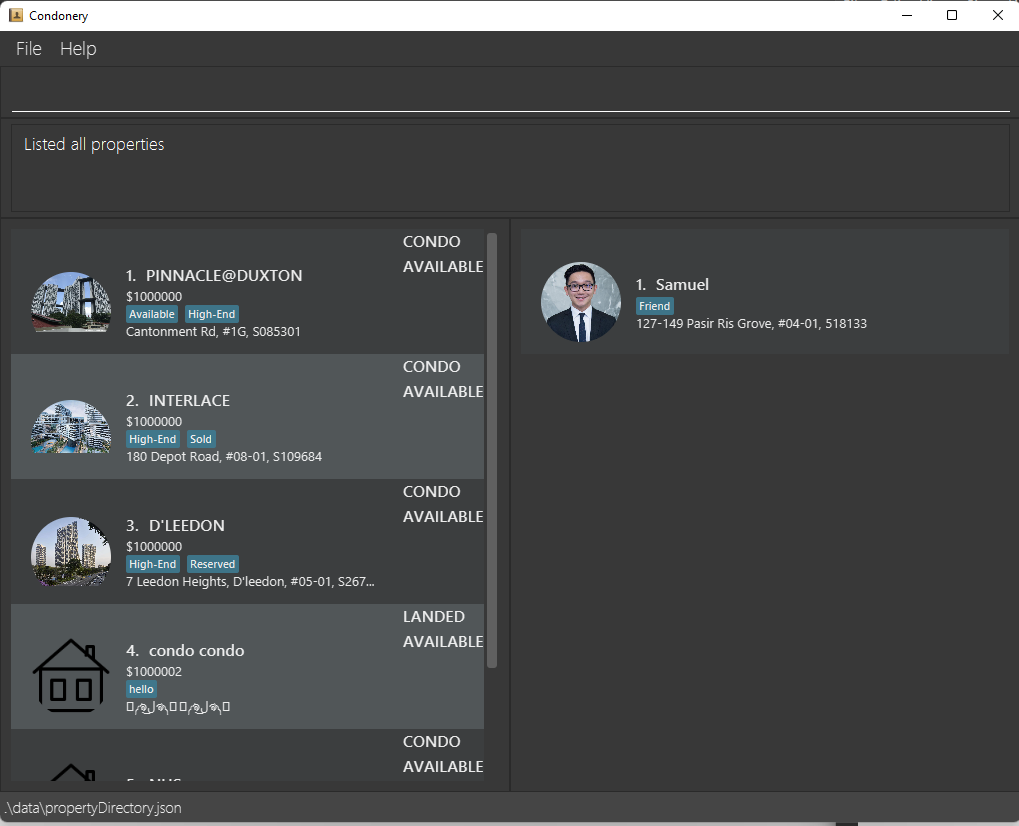 Condonery
File Help
Listed all properties
CONDO
AVAILABLE
1. PINNACLE@DUXTON
$1000000
Available High-End
Cantonment Rd, #1G, S085301
CONDO
AVAILABLE
2. INTERLACE
$1000000
High-End Sold
180 Depot Road, #08-01, S109684
CONDO
AVAILABLE
3. D'LEEDON
$1000000
High-End Reserved
7 Leedon Heights, D'leedon, #05-01, S267...
LANDED
AVAILABLE
4. condo condo
$1000002
hello
CONDO
AVAILABLE
1. Samuel
Friend
127-149 Pasir Ris Grove, #04-01, 518133
.\data\propertyDirectory.json